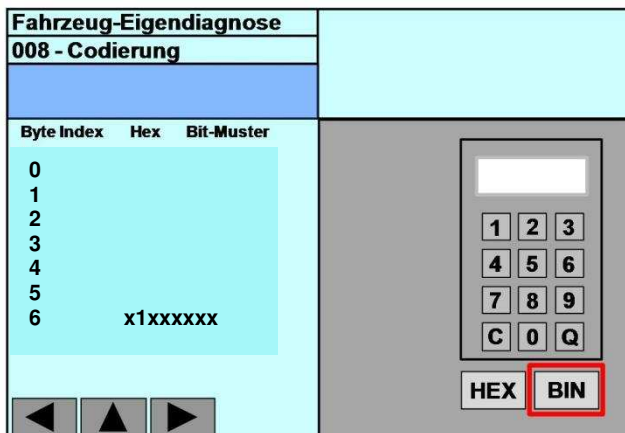 Fahrzeug-Eigendiagnose
008 - Codierung
Byte Index Hex Bit-Muster
0
1
2
3
4
5
6 x1xxxxxx
1 2 3
4 5 6
7 8 9
C 0 Q
HEX BIN